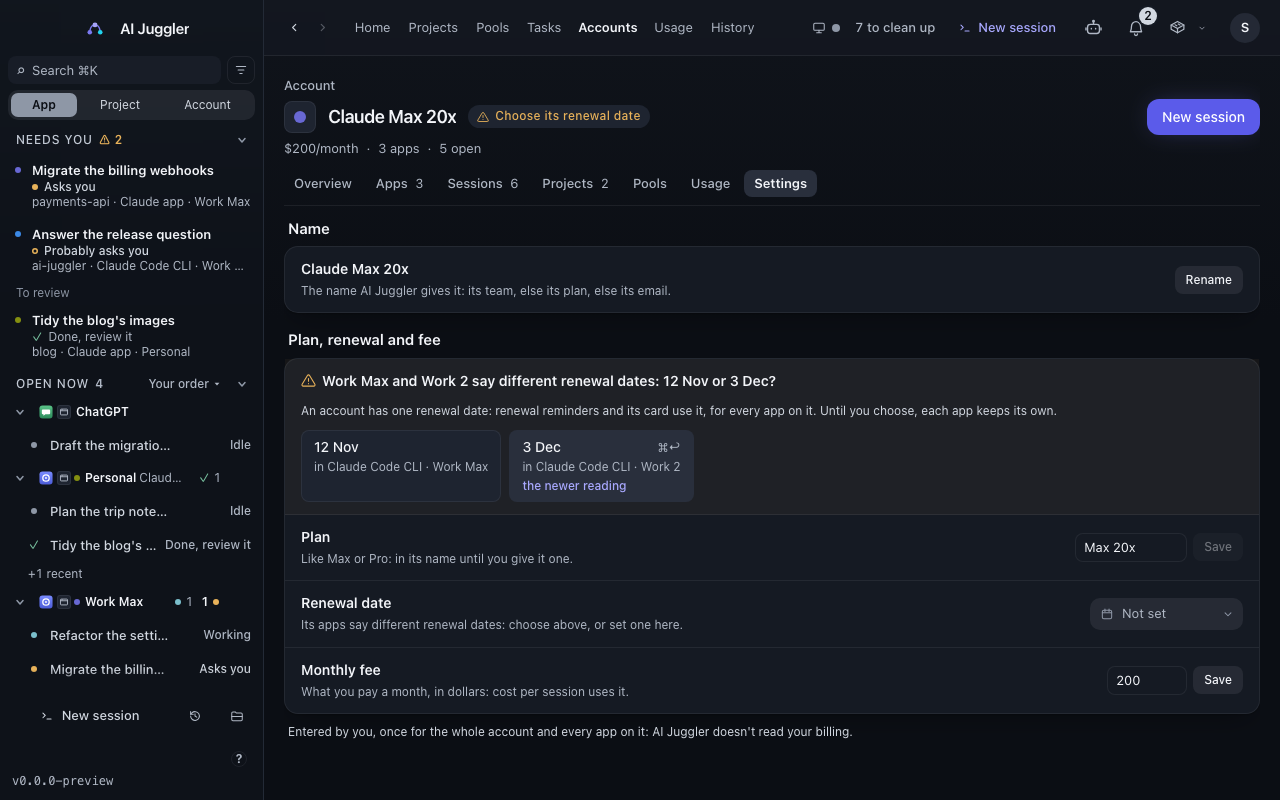 AI Juggler
Search ⌘K
App Project Account
NEEDS YOU 2
Migrate the billing webhooks
Asks you
payments-api · Claude app · Work Max
Answer the release question
Probably asks you
ai-juggler · Claude Code CLI · Work ...
To review
Tidy the blog's images
Done, review it
blog · Claude app · Personal
OPEN NOW 4 Your order
ChatGPT
Draft the migratio... Idle
Personal Claud... 1
Plan the trip note... Idle
Tidy the blog's ... Done, review it
+1 recent
Work Max 1 1
Refactor the setti... Working
Migrate the billin... Asks you
New session
?
v0.0.0-preview
Home Projects Pools Tasks Accounts Usage History
7 to clean up New session 2 S
Account
Claude Max 20x Choose its renewal date
New session
$200/month · 3 apps · 5 open
Overview Apps 3 Sessions 6 Projects 2 Pools Usage Settings
Name
Claude Max 20x
The name AI Juggler gives it: its team, else its plan, else its email.
Rename
Plan, renewal and fee
Work Max and Work 2 say different renewal dates: 12 Nov or 3 Dec?
An account has one renewal date: renewal reminders and its card use it, for every app on it. Until you choose, each app keeps its own.
12 Nov
in Claude Code CLI · Work Max
3 Dec ⌘↩
in Claude Code CLI · Work 2
the newer reading
Plan
Like Max or Pro: in its name until you give it one.
Max 20x Save
Renewal date
Its apps say different renewal dates: choose above, or set one here.
Not set
Monthly fee
What you pay a month, in dollars: cost per session uses it.
200 Save
Entered by you, once for the whole account and every app on it: AI Juggler doesn't read your billing.